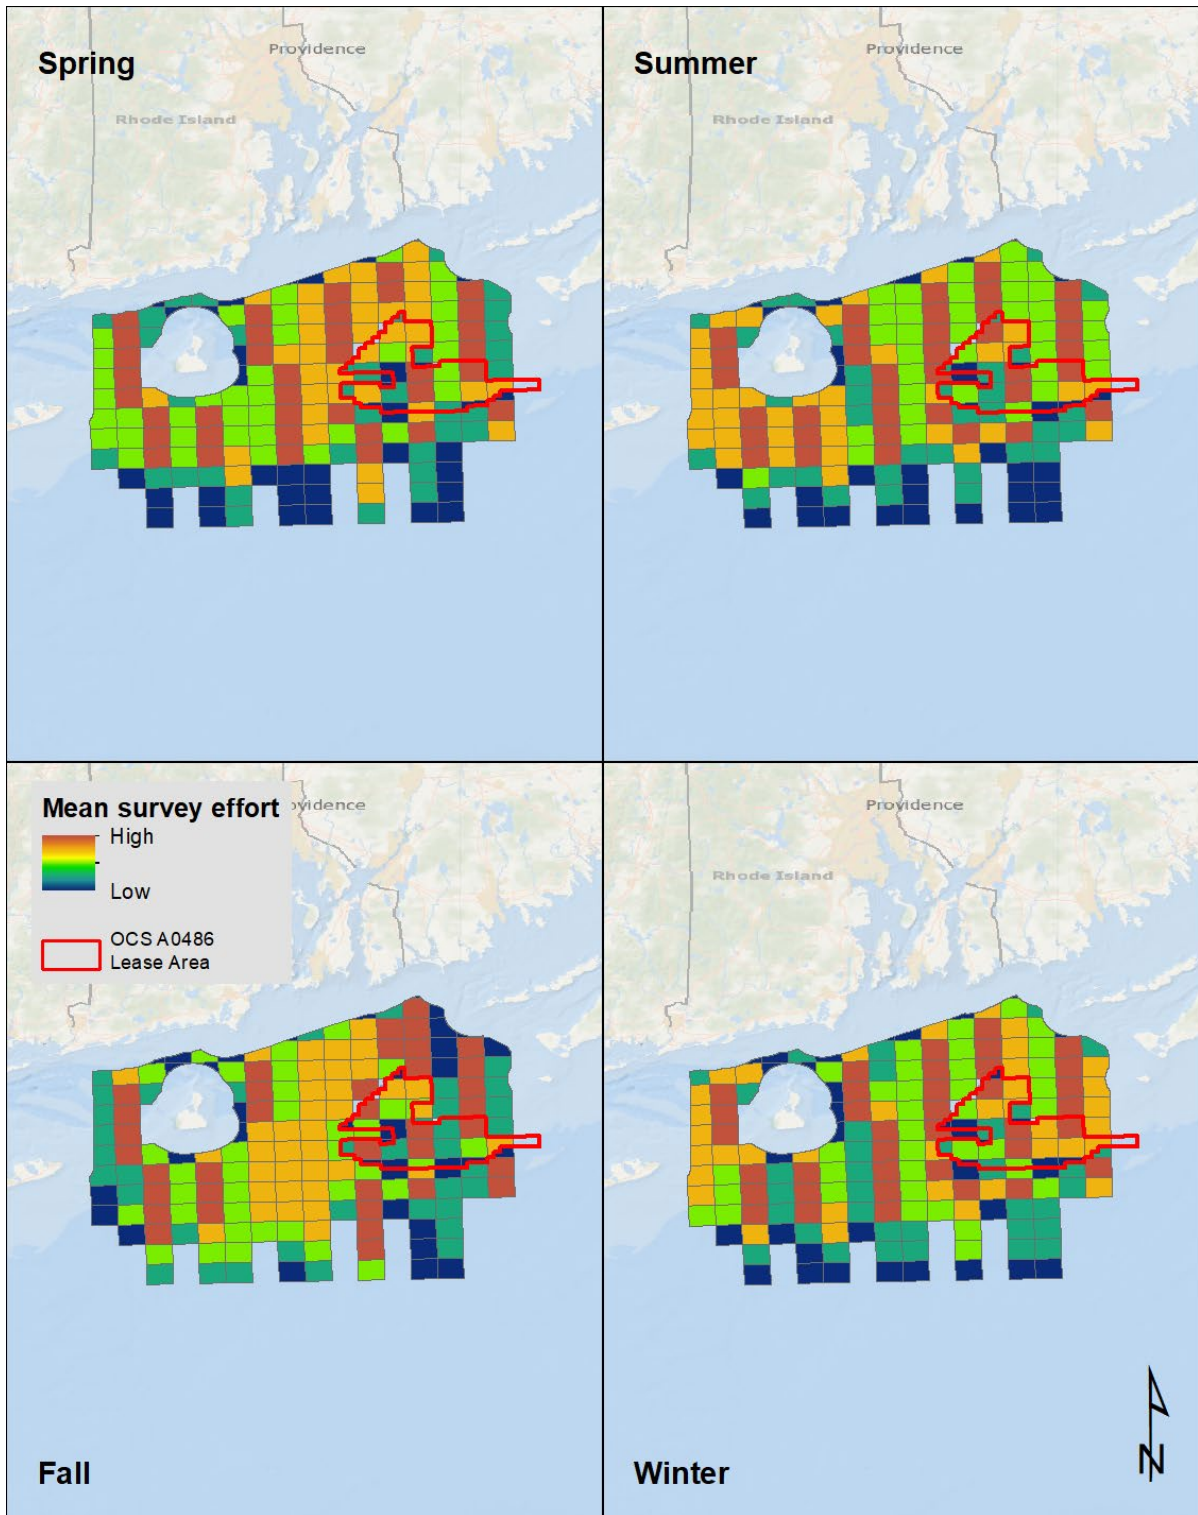 Spring
Providence
Rhode Island
Summer
Providence
Rhode Island
Mean survey effort
High
Low
OCS A0486
Lease Area
ovidence
Fall
Providence
Rhode Island
Winter
N